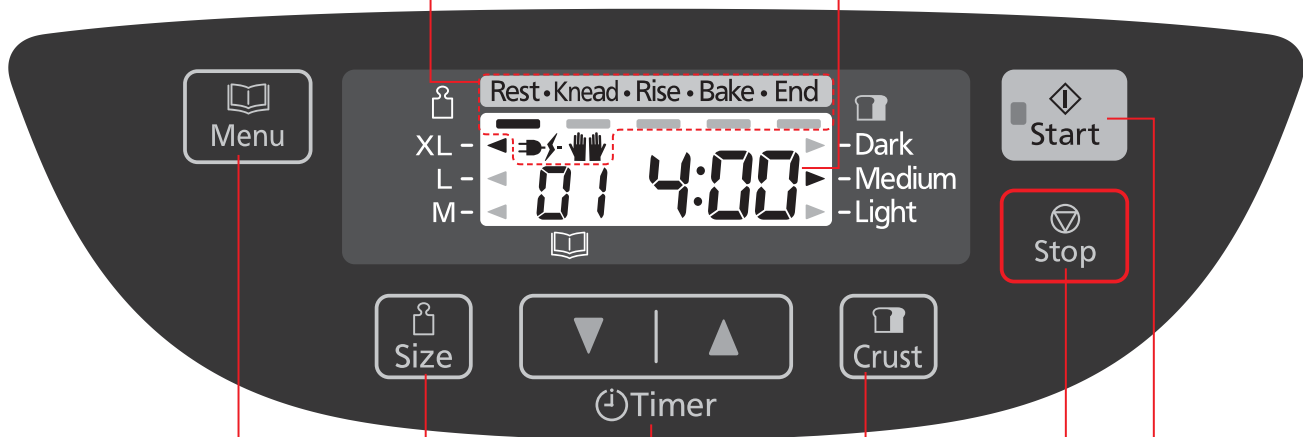 Menu
Rest • Knead • Rise • Bake • End
XL
L
M
01
4:00
Dark
Medium
Light
Start
Stop
Size
Crust
Timer